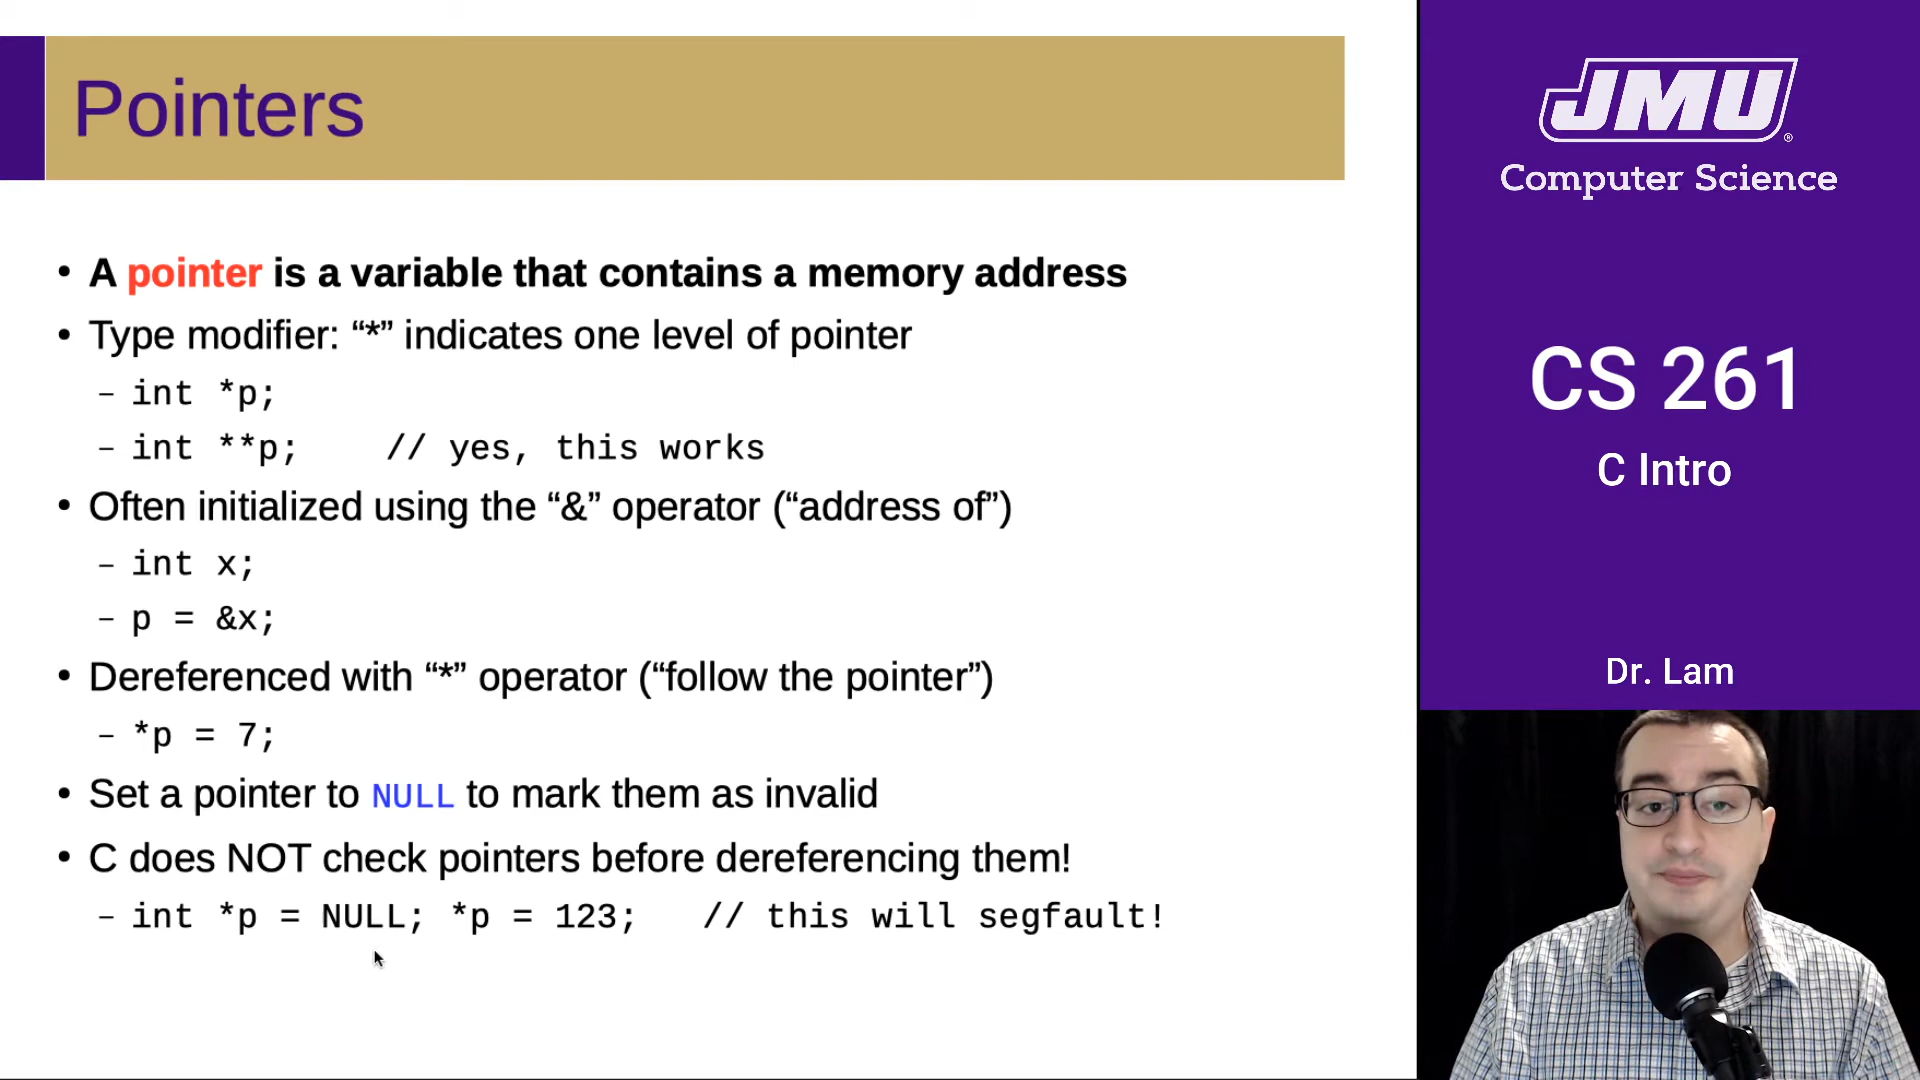 Pointers
• A pointer is a variable that contains a memory address
• Type modifier: “*” indicates one level of pointer
– int *p;
– int **p;    // yes, this works
• Often initialized using the “&” operator (“address of”)
– int x;
– p = &x;
• Dereferenced with “*” operator (“follow the pointer”)
– *p = 7;
• Set a pointer to NULL to mark them as invalid
• C does NOT check pointers before dereferencing them!
– int *p = NULL; *p = 123;   // this will segfault!
JMU®
Computer Science
CS 261
C Intro
Dr. Lam